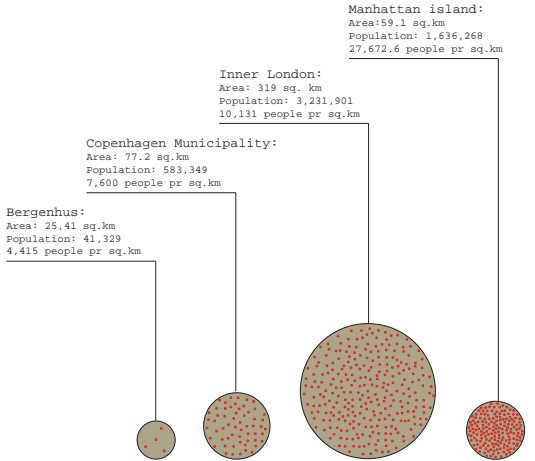 Manhattan island:
Area:59.1 sq.km
Population: 1,636,268
27,672.6 people pr sq.km
Inner London:
Area: 319 sq. km
Population: 3,231,901
10,131 people pr sq.km
Copenhagen Municipality:
Area: 77.2 sq.km
Population: 583,349
7,600 people pr sq.km
Bergenhus:
Area: 25,41 sq.km
Population: 41,329
4,415 people pr sq.km